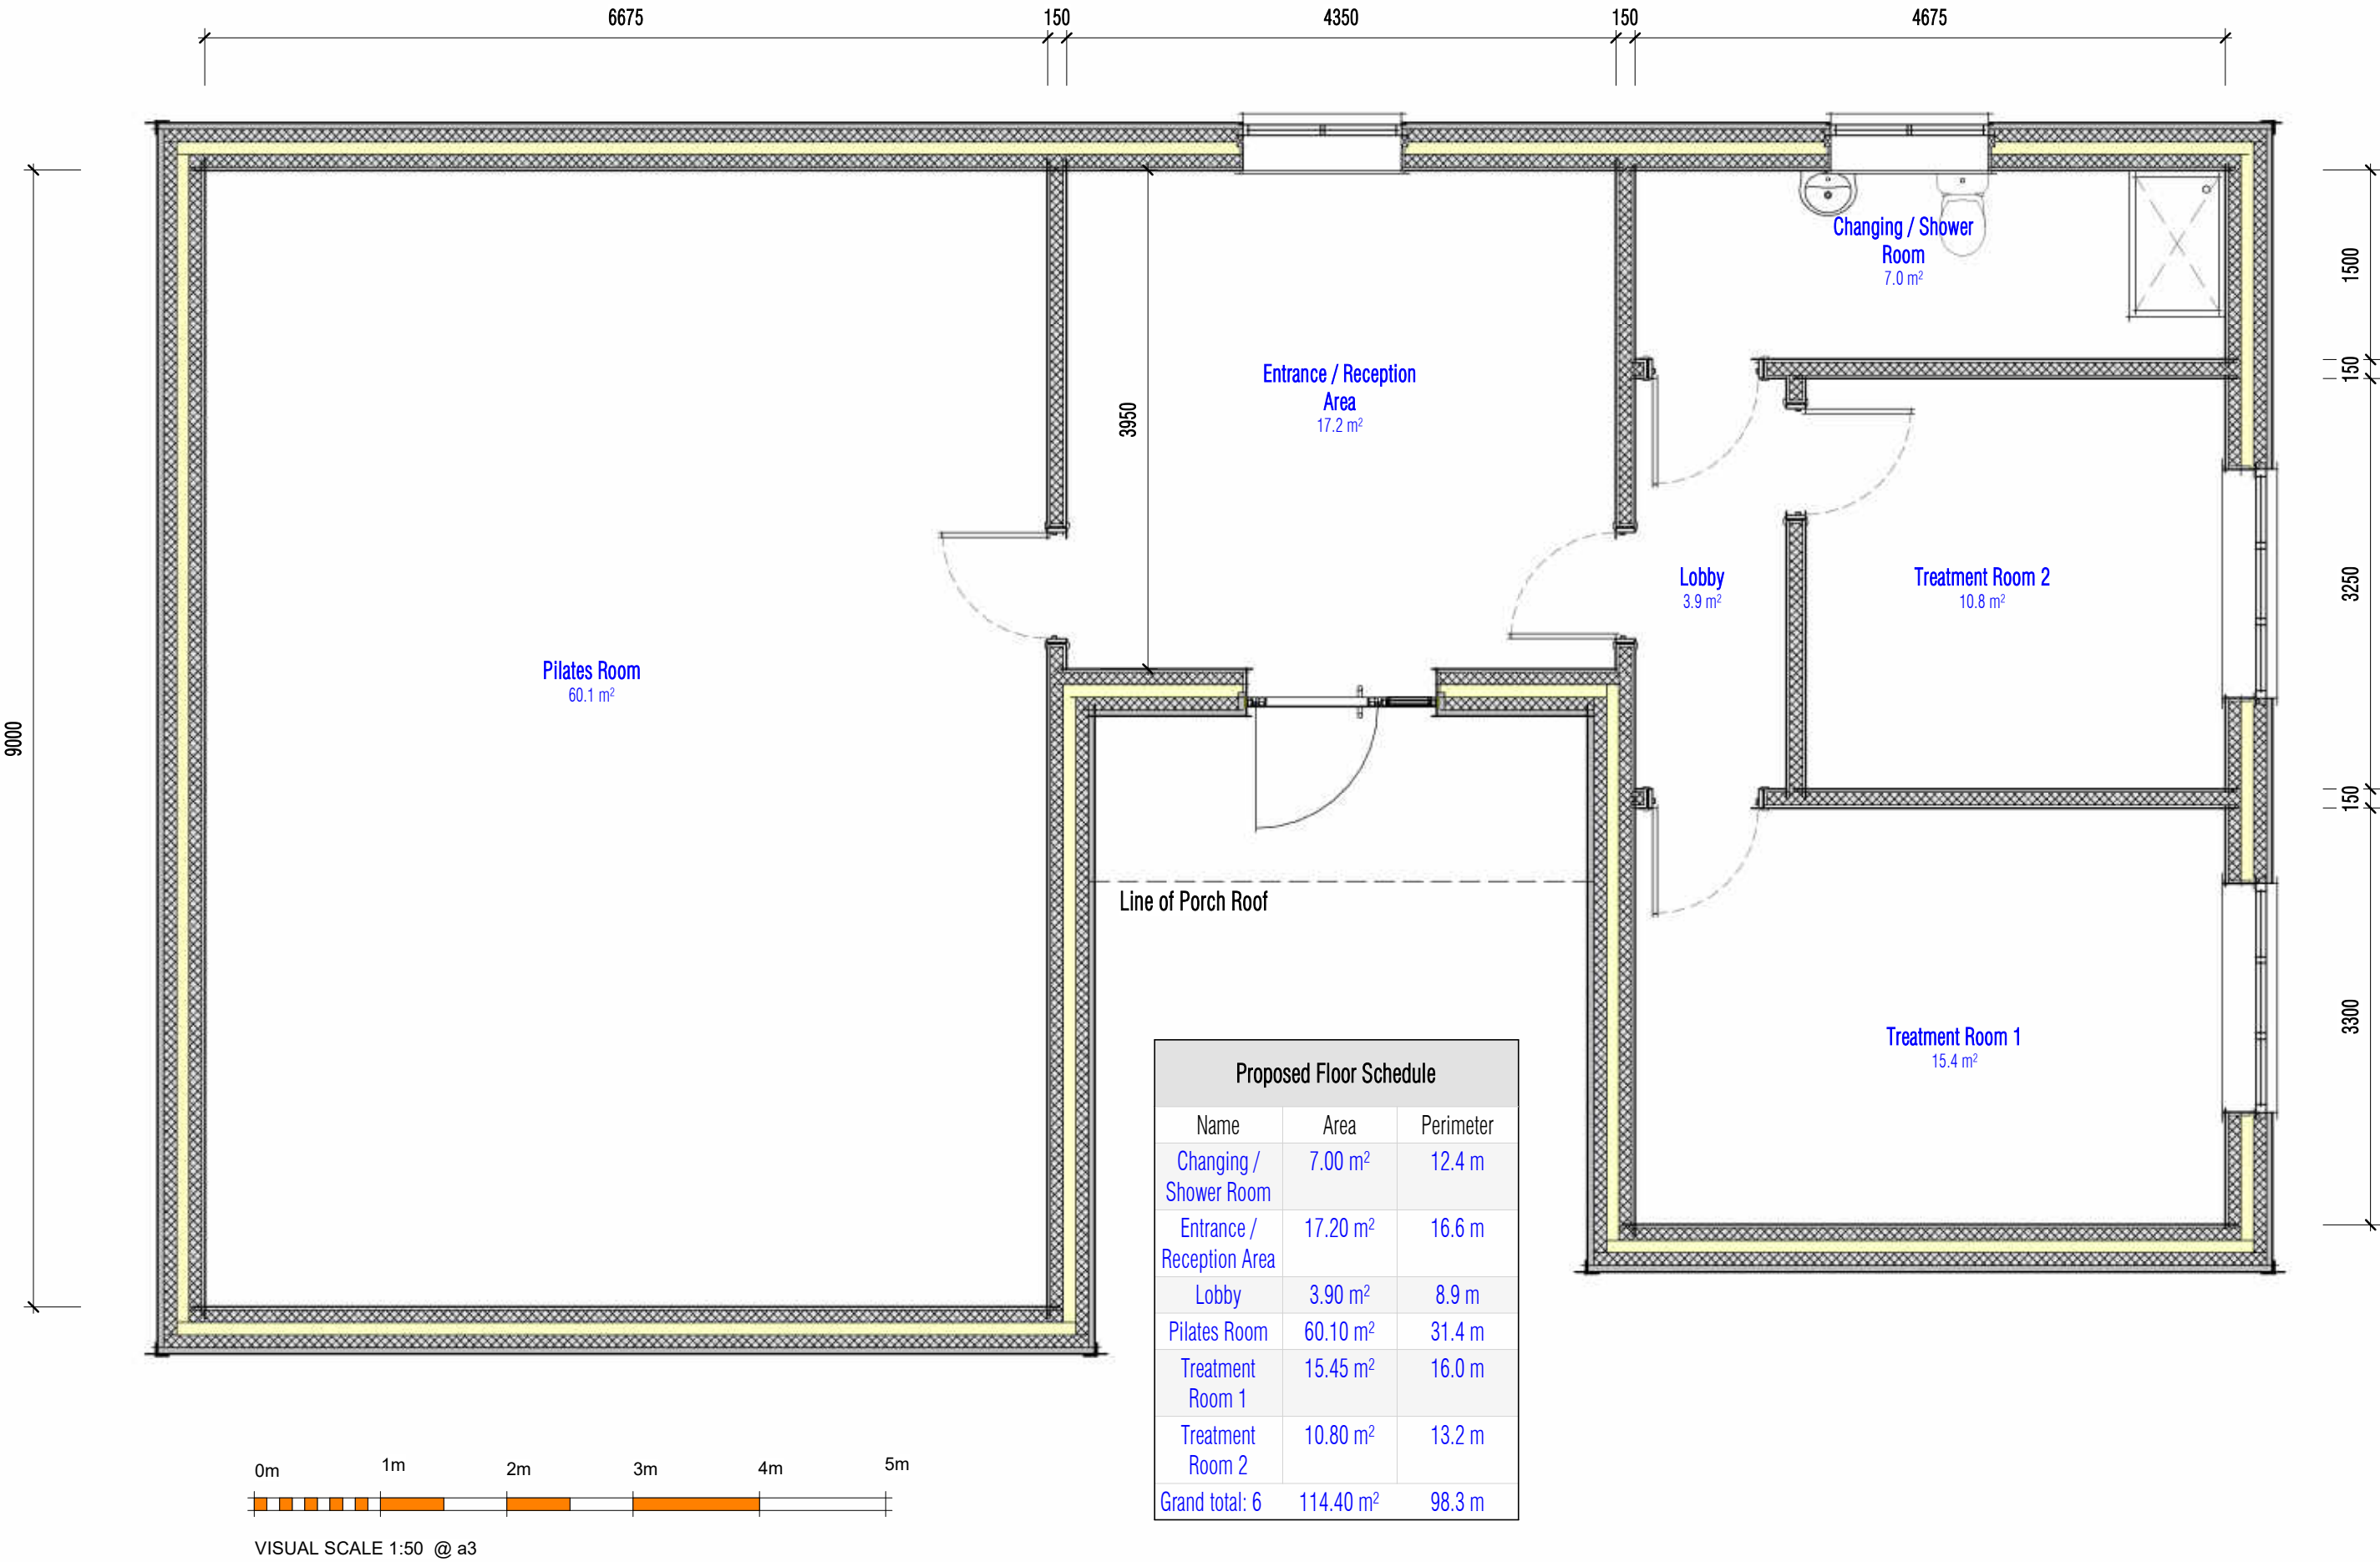 6675
150
4350
150
4675
9000
3950
1500
150
3250
150
3300
Changing / Shower
Room
7.0 m²
Entrance / Reception
Area
17.2 m²
Lobby
3.9 m²
Treatment Room 2
10.8 m²
Pilates Room
60.1 m²
Line of Porch Roof
Treatment Room 1
15.4 m²
Proposed Floor Schedule
Name Area Perimeter
Changing / 7.00 m² 12.4 m
Shower Room
Entrance / 17.20 m² 16.6 m
Reception Area
Lobby 3.90 m² 8.9 m
Pilates Room 60.10 m² 31.4 m
Treatment 15.45 m² 16.0 m
Room 1
Treatment 10.80 m² 13.2 m
Room 2
Grand total: 6 114.40 m² 98.3 m
0m 1m 2m 3m 4m 5m
VISUAL SCALE 1:50 @ a3